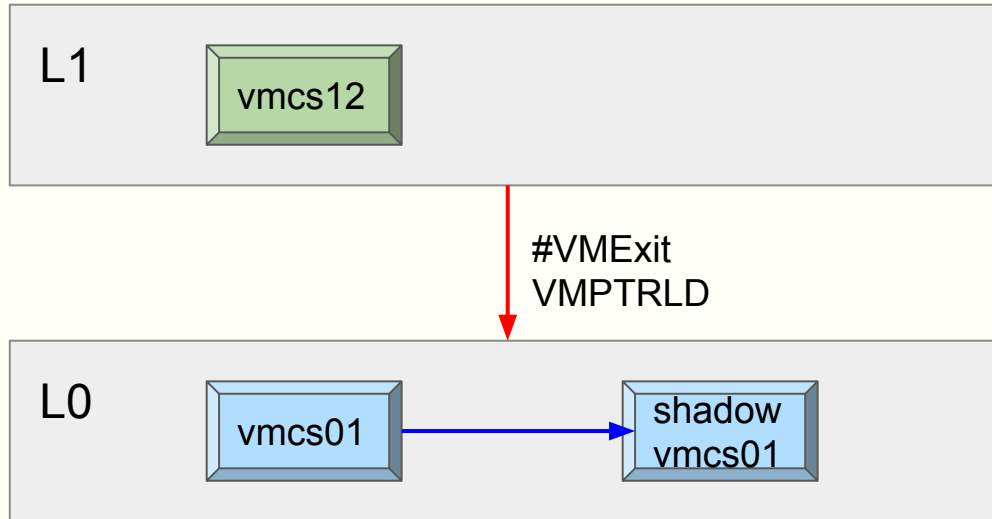 L1
vmcs12
#VMExit
VMPTRLD
L0
vmcs01
shadow
vmcs01